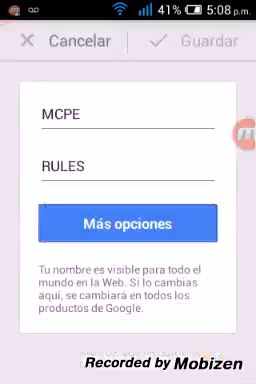 41% 5:08 p.m.
Cancelar Guardar
MCPE
RULES
Más opciones
Tu nombre es visible para todo el
mundo en la Web. Si lo cambias
aquí, se cambiará en todos los
productos de Google.
Recorded by Mobizen